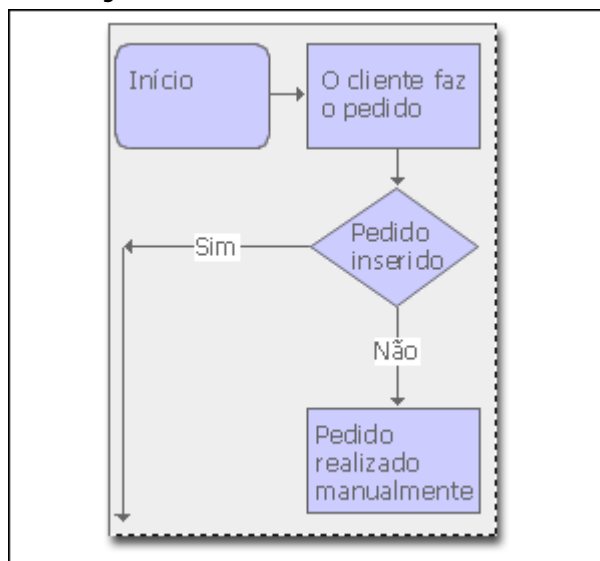 Início
O cliente faz
o pedido
Pedido
inserido
Sim
Não
Pedido
realizado
manualmente